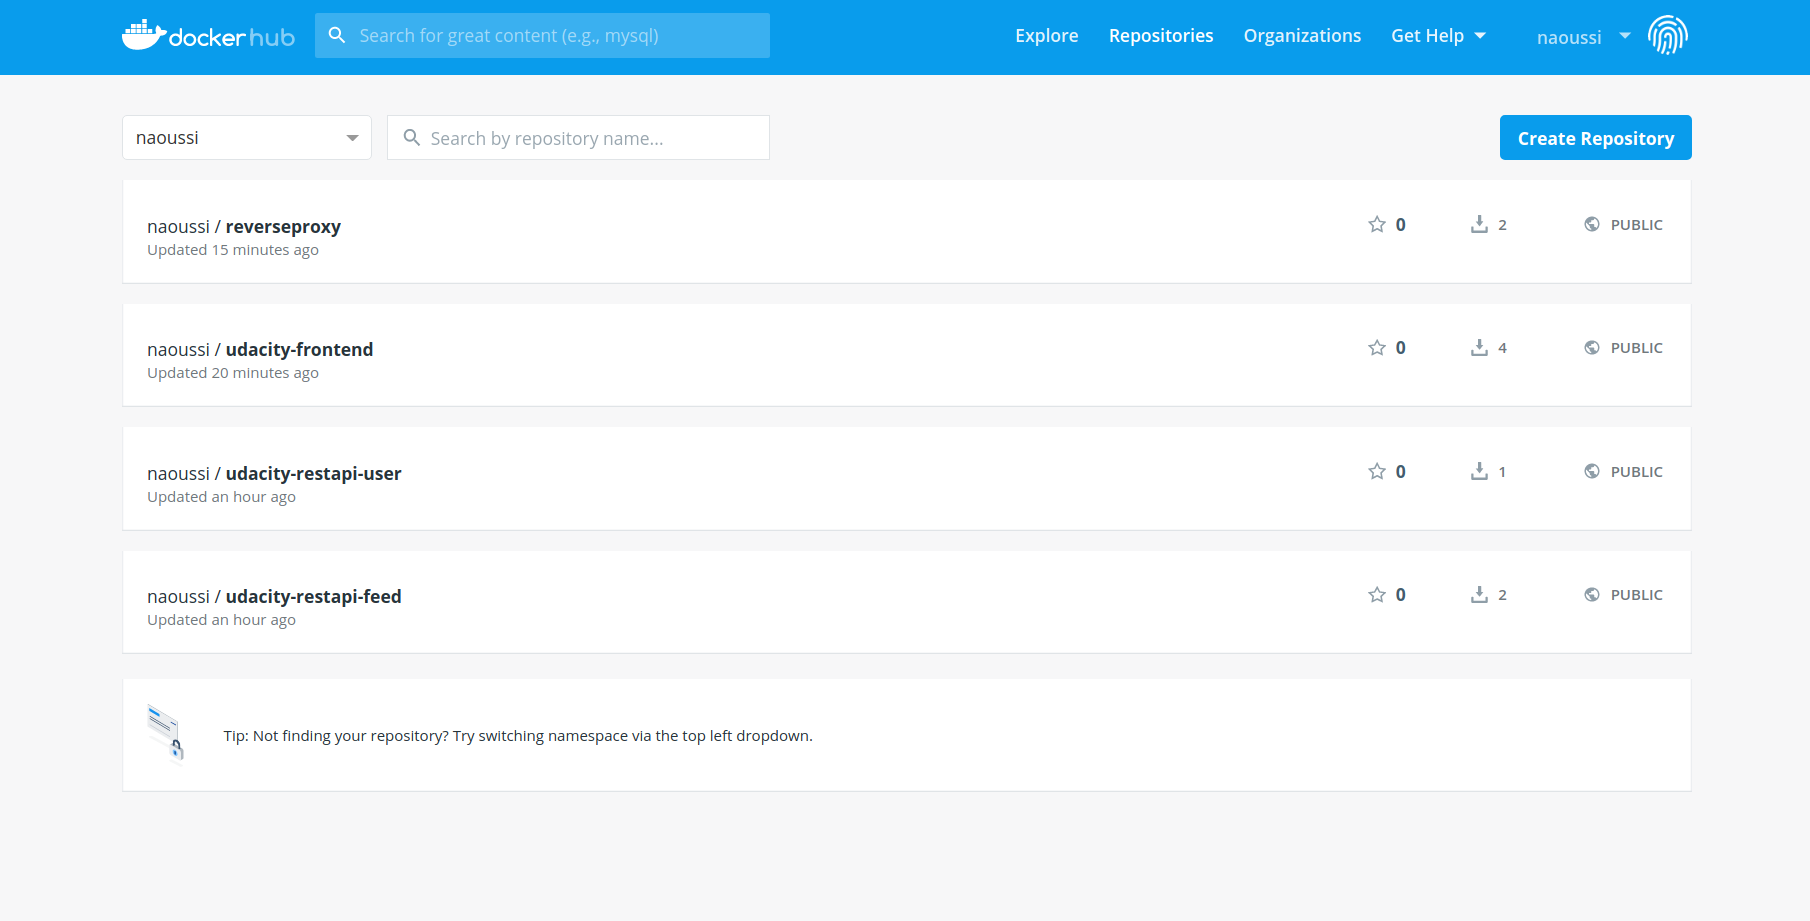 docker hub
Search for great content (e.g., mysql)
Explore
Repositories
Organizations
Get Help
naoussi
naoussi
Search by repository name...
Create Repository
naoussi / reverseproxy
Updated 15 minutes ago
0
2
PUBLIC
naoussi / udacity-frontend
Updated 20 minutes ago
0
4
PUBLIC
naoussi / udacity-restapi-user
Updated an hour ago
0
1
PUBLIC
naoussi / udacity-restapi-feed
Updated an hour ago
0
2
PUBLIC
Tip: Not finding your repository? Try switching namespace via the top left dropdown.